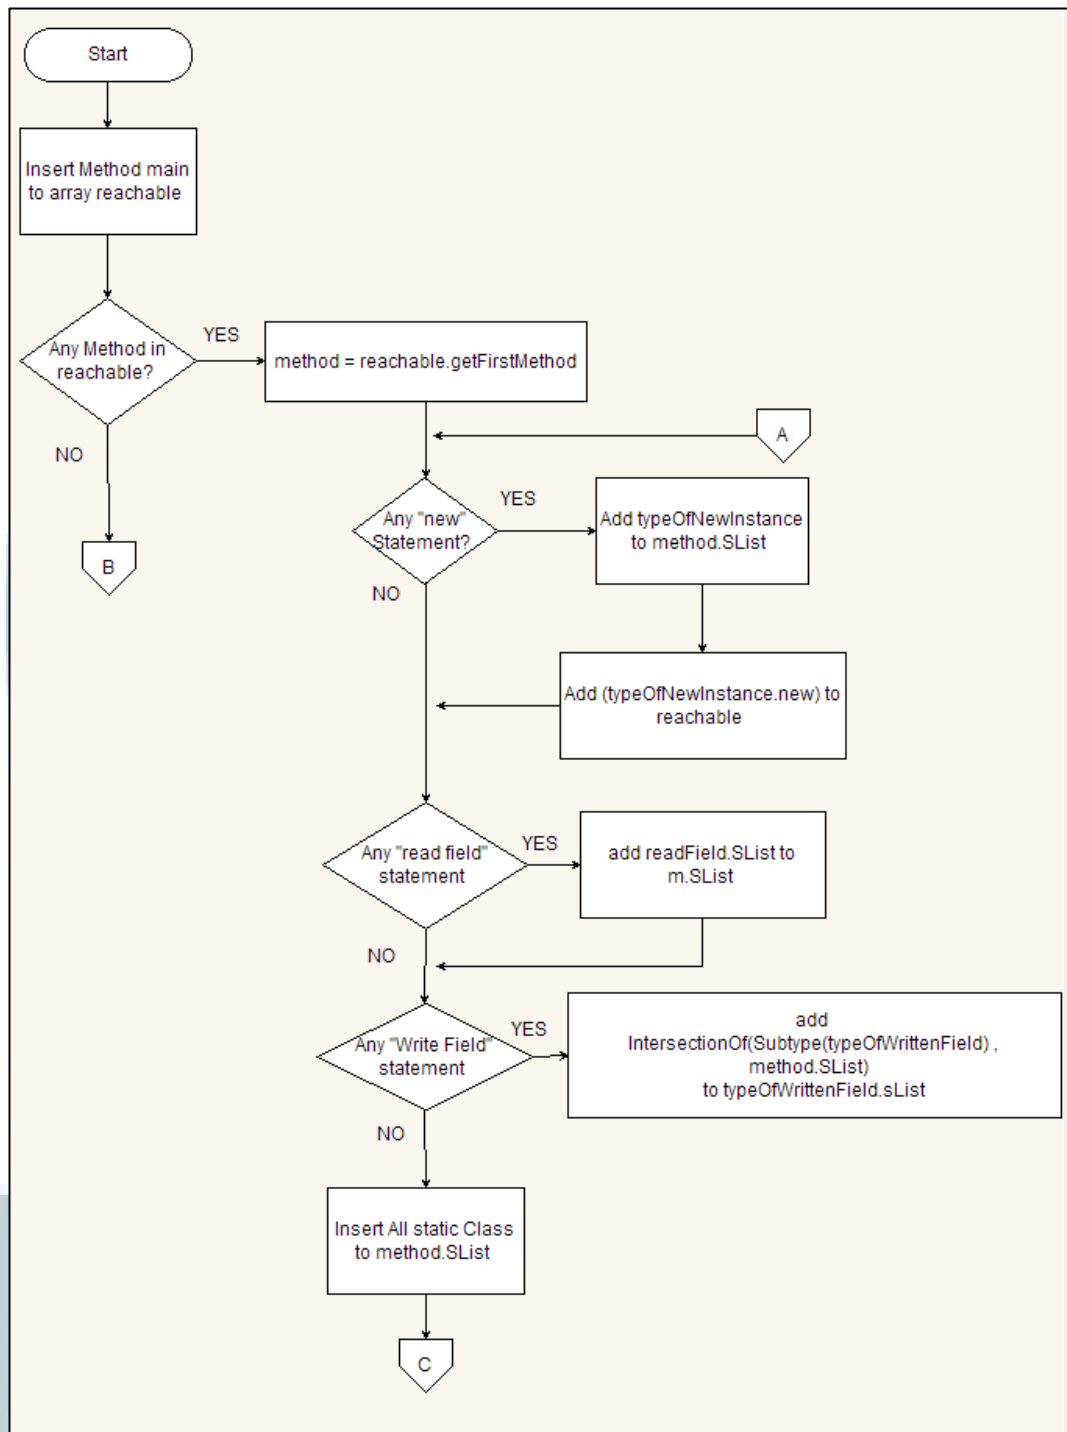 Start
Insert Method main
to array reachable
Any Method in
reachable?
YES
method = reachable.getFirstMethod
NO
B
A
Any "new"
Statement?
YES
Add typeOfNewInstance
to method.SList
NO
Add (typeOfNewInstance.new) to
reachable
Any "read field"
statement
YES
add readField.SList to
m.SList
NO
Any "Write Field"
statement
YES
add
IntersectionOf(Subtype(typeOfWrittenField) ,
method.SList)
to typeOfWrittenField.sList
NO
Insert All static Class
to method.SList
C